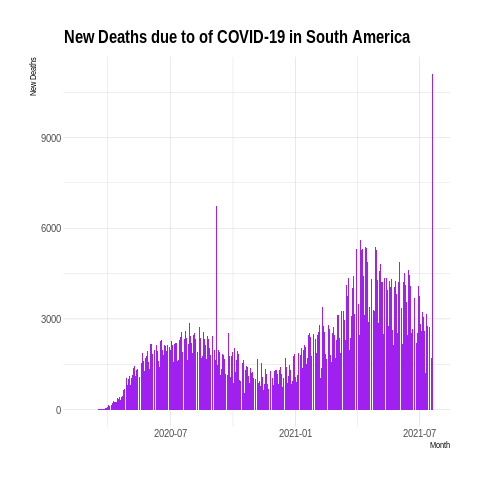 New Deaths due to of COVID-19 in South America
New Deaths
9000
6000
3000
0
2020-07 2021-01 2021-07
Month